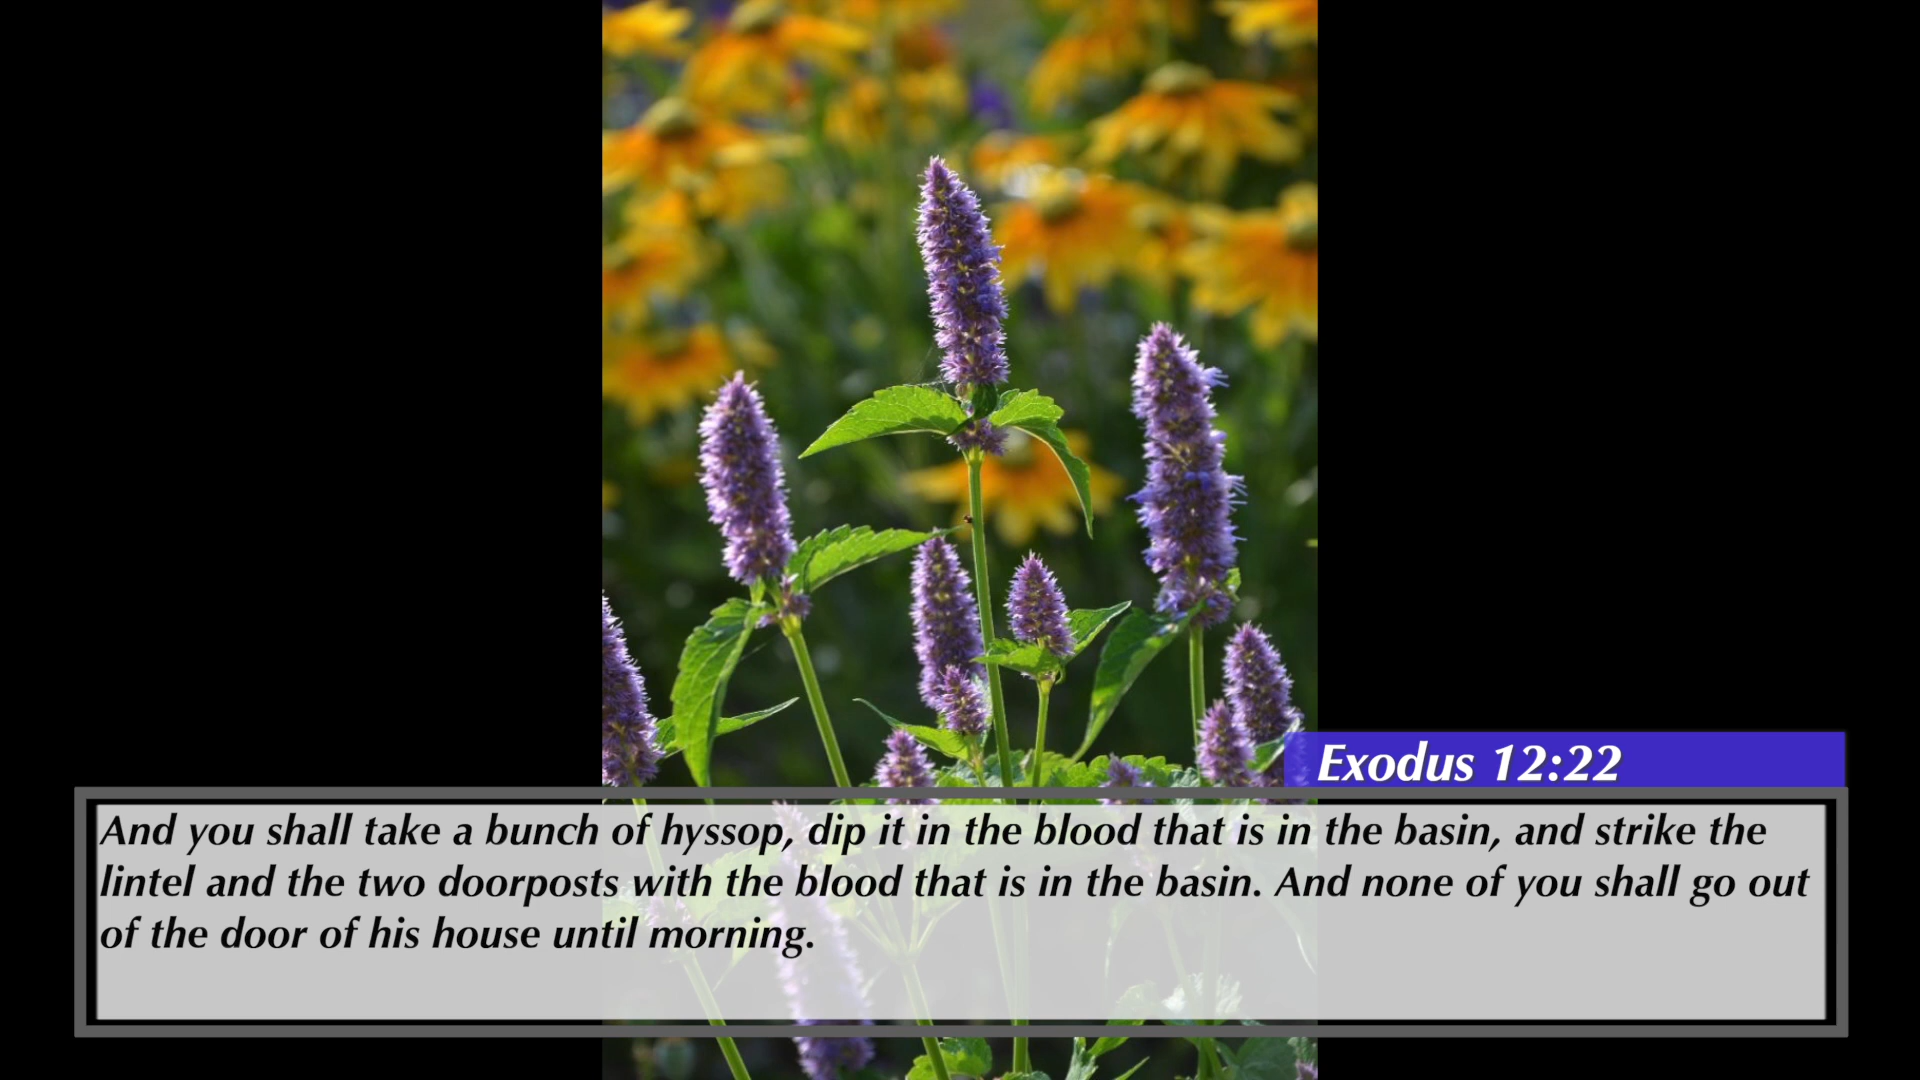 Exodus 12:22
And you shall take a bunch of hyssop, dip it in the blood that is in the basin, and strike the
lintel and the two doorposts with the blood that is in the basin. And none of you shall go out
of the door of his house until morning.